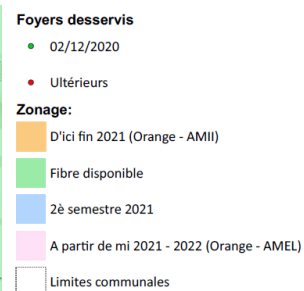 Foyers desservis
02/12/2020
Ultérieurs
Zonage:
D'ici fin 2021 (Orange - AMII)
Fibre disponible
2è semestre 2021
A partir de mi 2021 - 2022 (Orange - AMEL)
Limites communales